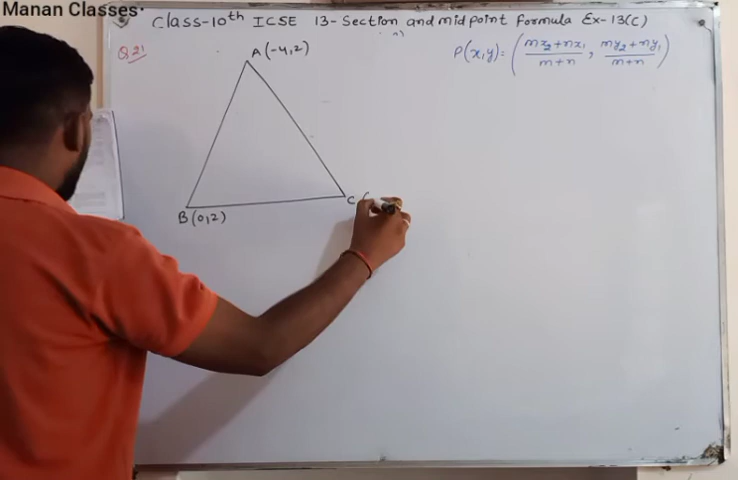 Manan Classes.
Class-10th ICSE 13-Section and mid point formula Ex-13(C)
Q.21
A(-4,2)
P(x,y)= (mx₂+nx₁/m+n, my₂+ny₁/m+n)
C (
B(0,2)